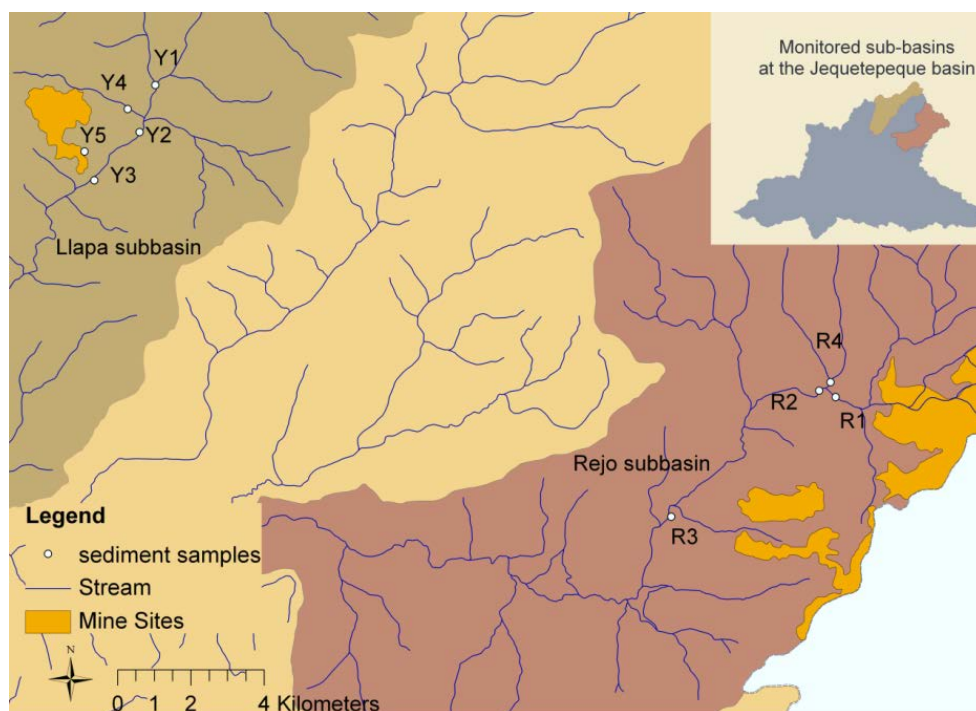 Monitored sub-basins
at the Jequetepeque basin
Y1
Y4
Y5
Y2
Y3
Llapa subbasin
R4
R2
R1
Rejo subbasin
R3
Legend
sediment samples
Stream
Mine Sites
N
0 1 2 4 Kilometers